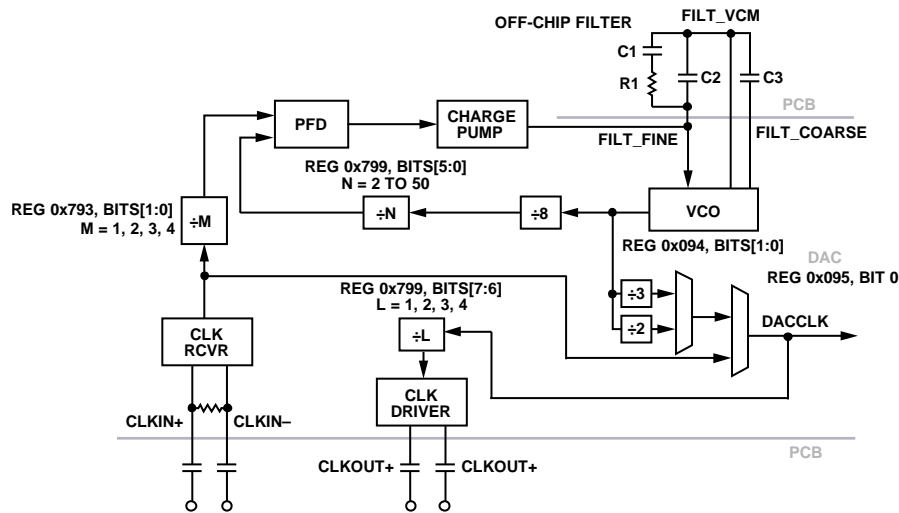 OFF-CHIP FILTER
FILT_VCM
C1
R1
C2
C3
PCB
PFD
CHARGE
PUMP
FILT_FINE
FILT_COARSE
REG 0x799, BITS[5:0]
N = 2 TO 50
REG 0x793, BITS[1:0]
M = 1, 2, 3, 4
÷M
÷N
÷8
VCO
REG 0x094, BITS[1:0]
DAC
REG 0x095, BIT 0
REG 0x799, BITS[7:6]
L = 1, 2, 3, 4
÷3
÷2
DACCLK
CLK
RCVR
÷L
CLK
DRIVER
CLKIN+
CLKIN–
PCB
CLKOUT+
CLKOUT+